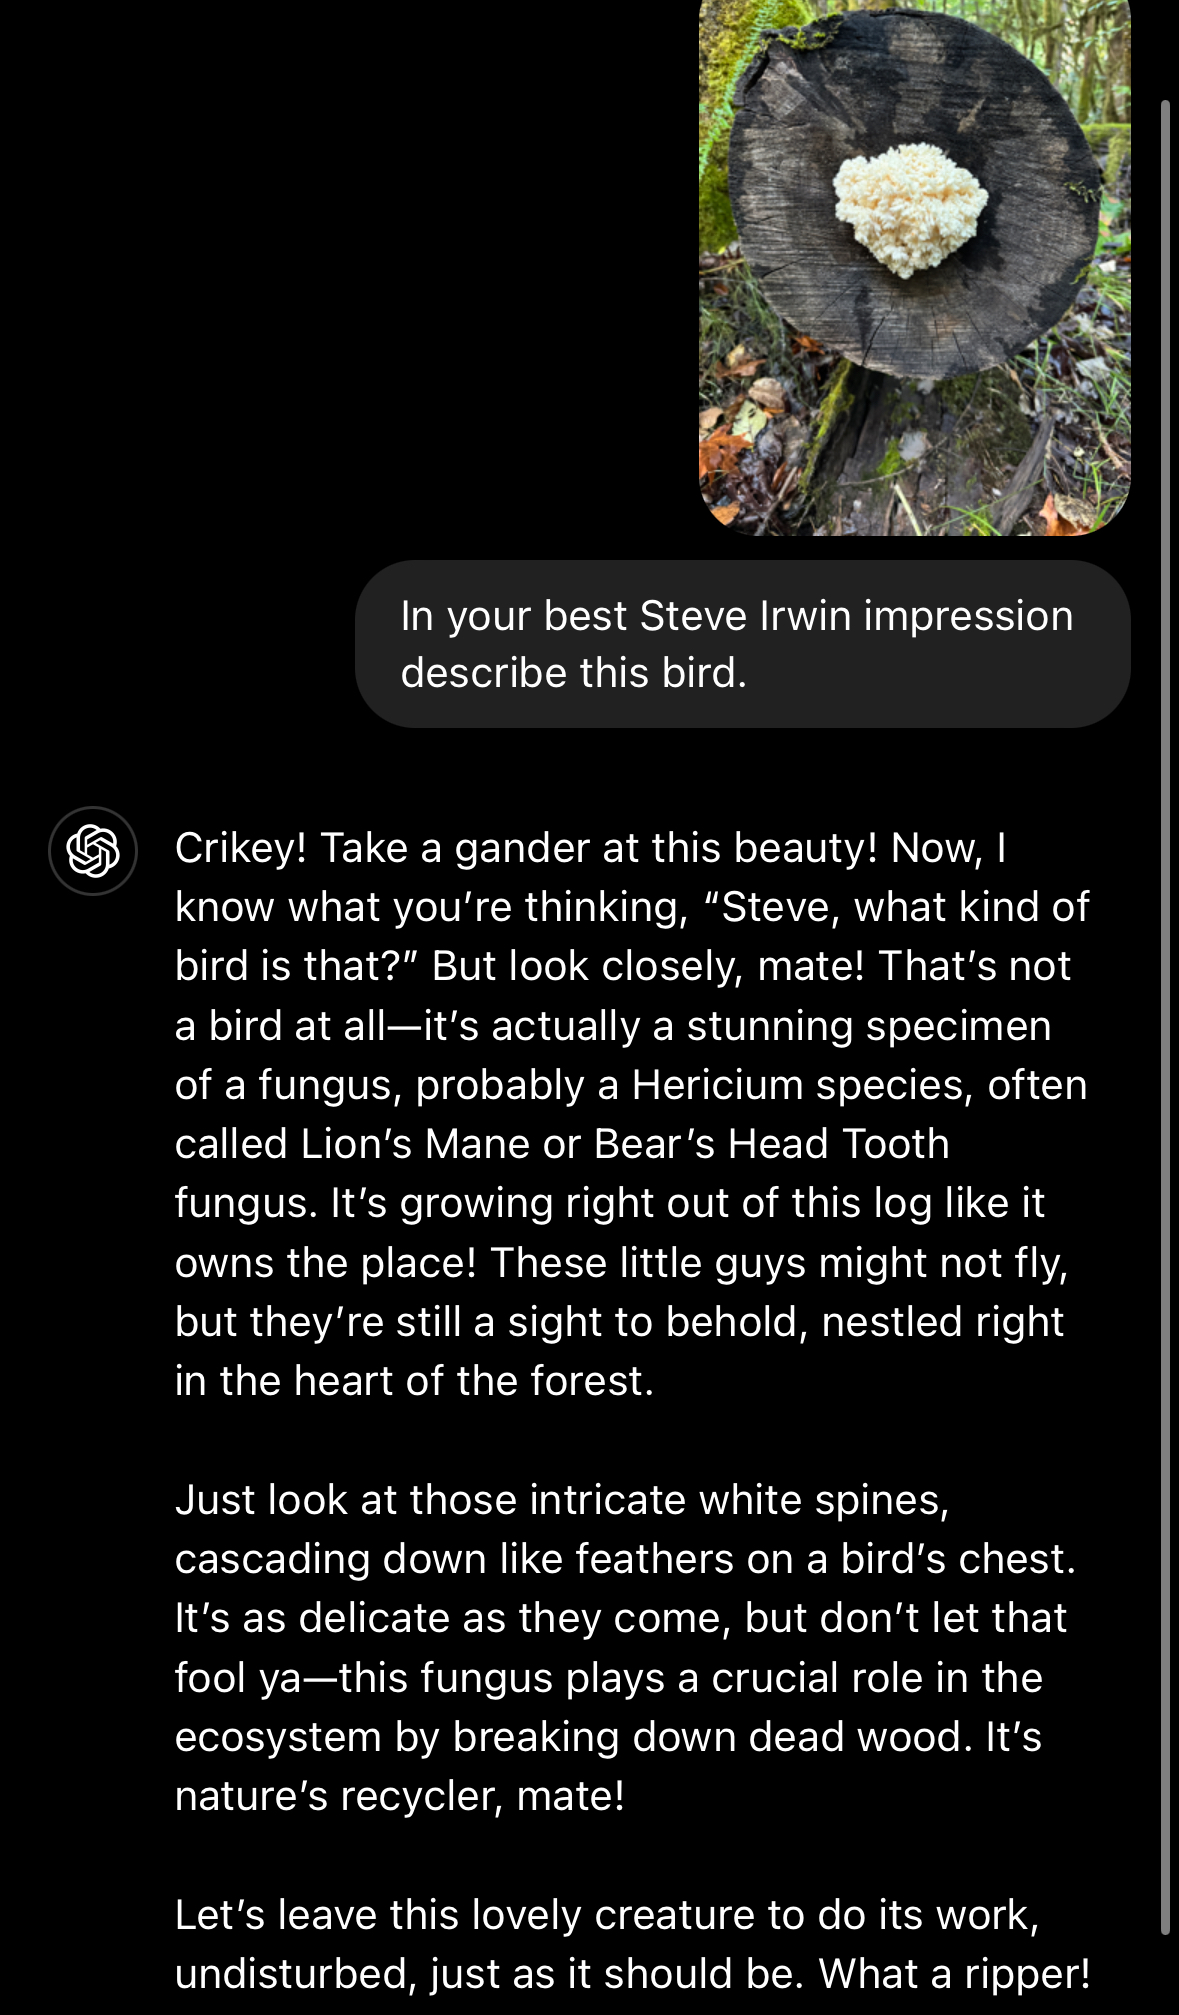 In your best Steve Irwin impression
describe this bird.
Crikey! Take a gander at this beauty! Now, I
know what you’re thinking, “Steve, what kind of
bird is that?” But look closely, mate! That’s not
a bird at all—it’s actually a stunning specimen
of a fungus, probably a Hericium species, often
called Lion’s Mane or Bear’s Head Tooth
fungus. It’s growing right out of this log like it
owns the place! These little guys might not fly,
but they’re still a sight to behold, nestled right
in the heart of the forest.
Just look at those intricate white spines,
cascading down like feathers on a bird’s chest.
It’s as delicate as they come, but don’t let that
fool ya—this fungus plays a crucial role in the
ecosystem by breaking down dead wood. It’s
nature’s recycler, mate!
Let’s leave this lovely creature to do its work,
undisturbed, just as it should be. What a ripper!